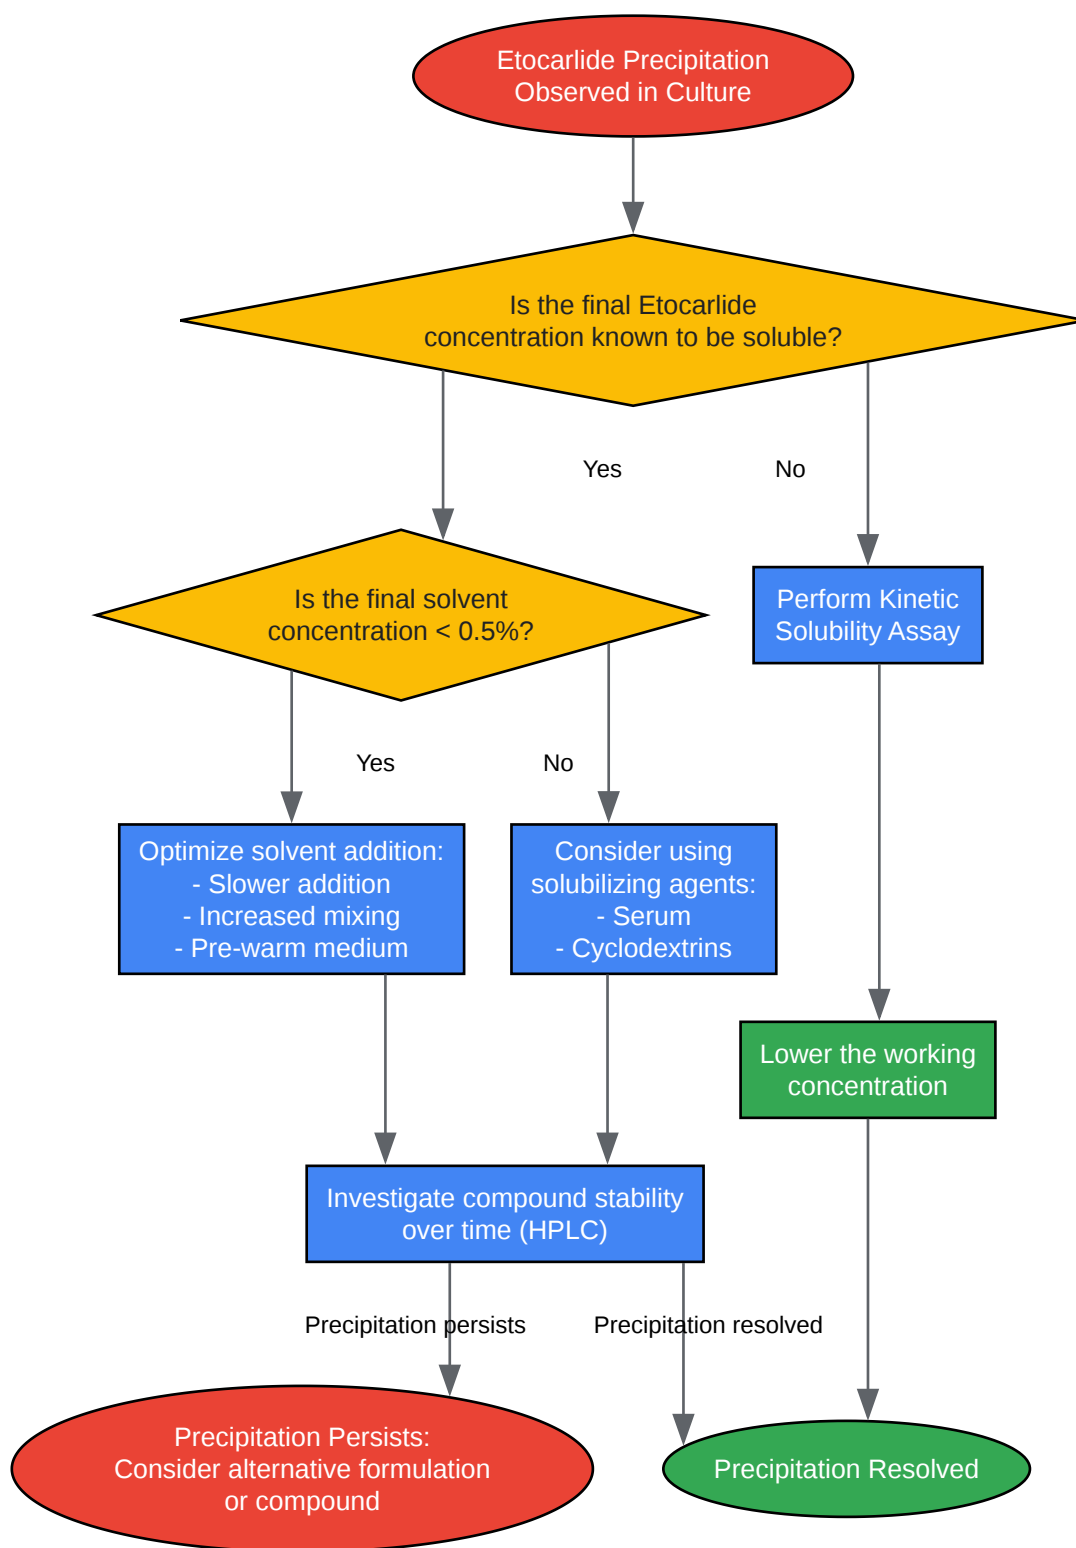 Etocarlide Precipitation
Observed in Culture
Is the final Etocarlide
concentration known to be soluble?
Yes
No
Is the final solvent
concentration < 0.5%?
Perform Kinetic
Solubility Assay
Yes
No
Optimize solvent addition:
- Slower addition
- Increased mixing
- Pre-warm medium
Consider using
solubilizing agents:
- Serum
- Cyclodextrins
Lower the working
concentration
Investigate compound stability
over time (HPLC)
Precipitation persists
Precipitation resolved
Precipitation Persists:
Consider alternative formulation
or compound
Precipitation Resolved